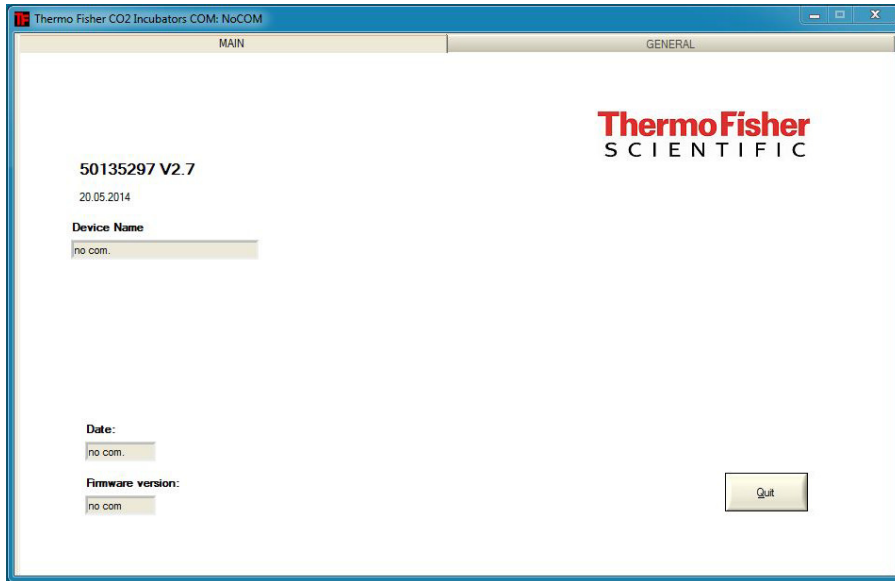 Thermo Fisher CO2 Incubators COM: NoCOM
MAIN
GENERAL
ThermoFisher
SCIENTIFIC
50135297 V2.7
20.05.2014
Device Name
no com.
Date:
no com.
Firmware version:
no com
Quit